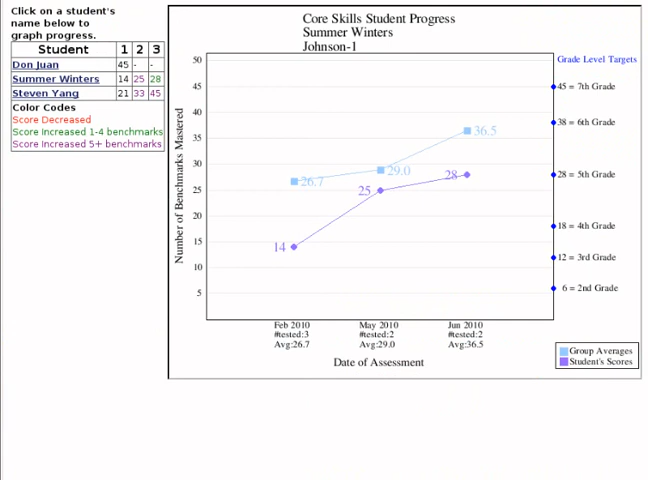 Click on a student's
name below to
graph progress.
Student 1 2 3
Don Juan 45 - -
Summer Winters 14 25 28
Steven Yang 21 33 45
Color Codes
Score Decreased
Score Increased 1-4 benchmarks
Score Increased 5+ benchmarks
Core Skills Student Progress
Summer Winters
Johnson-1
Number of Benchmarks Mastered
50
45
40
35
30
25
20
15
10
5
26.7
29.0
36.5
14
25
28
Grade Level Targets
45 = 7th Grade
38 = 6th Grade
28 = 5th Grade
18 = 4th Grade
12 = 3rd Grade
6 = 2nd Grade
Feb 2010
#tested:3
Avg:26.7
May 2010
#tested:2
Avg:29.0
Jun 2010
#tested:2
Avg:36.5
Date of Assessment
Group Averages
Student's Scores